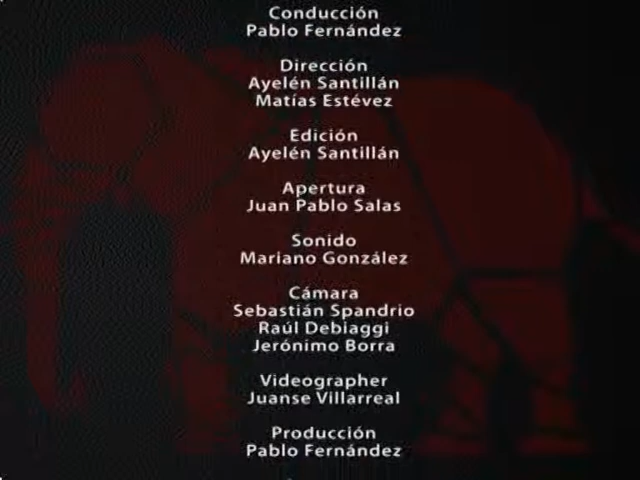 Conducción
Pablo Fernández
Dirección
Ayelén Santillán
Matías Estévez
Edición
Ayelén Santillán
Apertura
Juan Pablo Salas
Sonido
Mariano González
Cámara
Sebastián Spandrio
Raúl Debiaggi
Jerónimo Borra
Videographer
Juanse Villarreal
Producción
Pablo Fernández